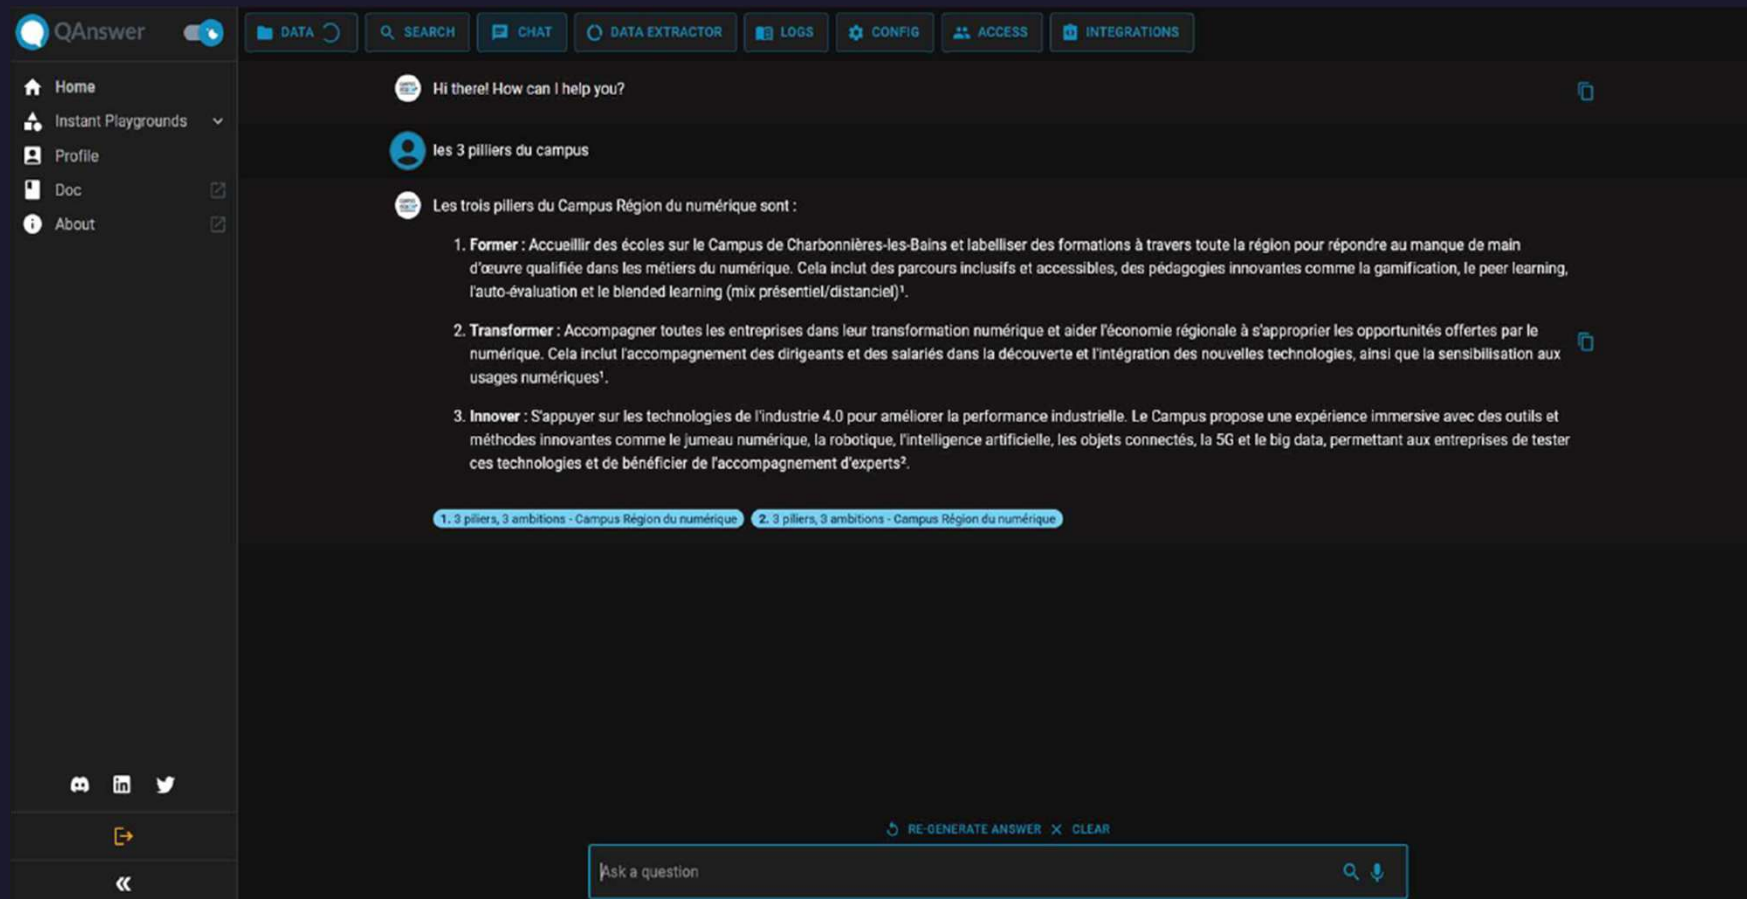 QAnswer
DATA
SEARCH
CHAT
DATA EXTRACTOR
LOGS
CONFIG
ACCESS
INTEGRATIONS
Home
Instant Playgrounds
Profile
Doc
About
Hi there! How can I help you?
les 3 pilliers du campus
Les trois piliers du Campus Région du numérique sont :
1. Former : Accueillir des écoles sur le Campus de Charbonnières-les-Bains et labelliser des formations à travers toute la région pour répondre au manque de main
d'œuvre qualifiée dans les métiers du numérique. Cela inclut des parcours inclusifs et accessibles, des pédagogies innovantes comme la gamification, le peer learning,
l'auto-évaluation et le blended learning (mix présentiel/distanciel)¹.
2. Transformer : Accompagner toutes les entreprises dans leur transformation numérique et aider l'économie régionale à s'approprier les opportunités offertes par le
numérique. Cela inclut l'accompagnement des dirigeants et des salariés dans la découverte et l'intégration des nouvelles technologies, ainsi que la sensibilisation aux
usages numériques¹.
3. Innover : S'appuyer sur les technologies de l'industrie 4.0 pour améliorer la performance industrielle. Le Campus propose une expérience immersive avec des outils et
méthodes innovantes comme le jumeau numérique, la robotique, l'intelligence artificielle, les objets connectés, la 5G et le big data, permettant aux entreprises de tester
ces technologies et de bénéficier de l'accompagnement d'experts².
1. 3 piliers, 3 ambitions - Campus Région du numérique
2. 3 piliers, 3 ambitions - Campus Région du numérique
RE-GENERATE ANSWER
CLEAR
Ask a question